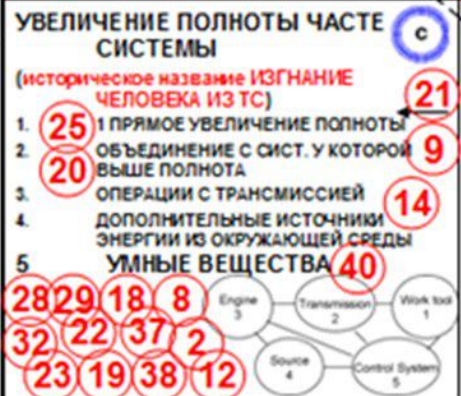 УВЕЛИЧЕНИЕ ПОЛНОТЫ ЧАСТЕ
СИСТЕМЫ
с
(историческое название ИЗГНАНИЕ
ЧЕЛОВЕКА ИЗ ТС)
21
1. 25 1 ПРЯМОЕ УВЕЛИЧЕНИЕ ПОЛНОТЫ
2. ОБЪЕДИНЕНИЕ С СИСТ. У КОТОРОЙ 9
20 ВЫШЕ ПОЛНОТА
3. ОПЕРАЦИИ С ТРАНСМИССИЕЙ 14
4. ДОПОЛНИТЕЛЬНЫЕ ИСТОЧНИКИ
ЭНЕРГИИ ИЗ ОКРУЖАЮЩЕЙ СРЕДЫ
5 УМНЫЕ ВЕЩЕСТВА 40
28 29 18 8
32 22 37 2
23 19 38 12
Engine
3
Transmission
2
Work tool
1
Source
4
Control System
5